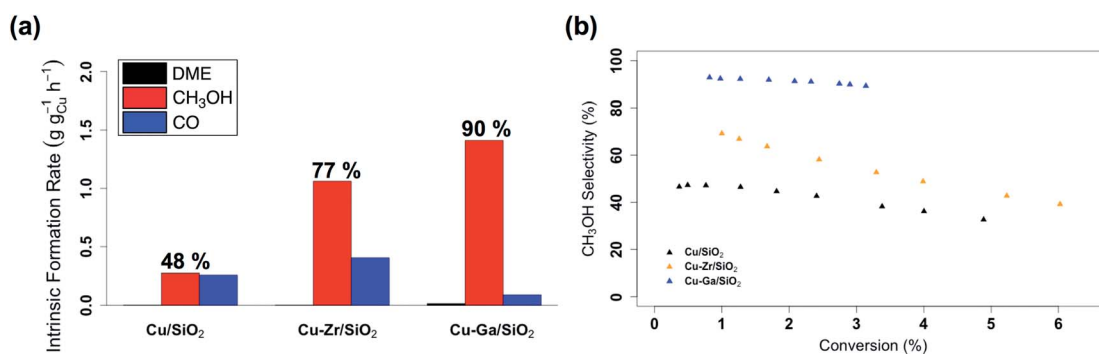 (a)
Intrinsic Formation Rate (g g⁻¹Cu h⁻¹)
2.0
1.5
1.0
0.5
0.0
DME
CH₃OH
CO
48 %
77 %
90 %
Cu/SiO₂
Cu-Zr/SiO₂
Cu-Ga/SiO₂
(b)
CH₃OH Selectivity (%)
100
80
60
40
20
0
Cu/SiO₂
Cu-Zr/SiO₂
Cu-Ga/SiO₂
0 1 2 3 4 5 6
Conversion (%)